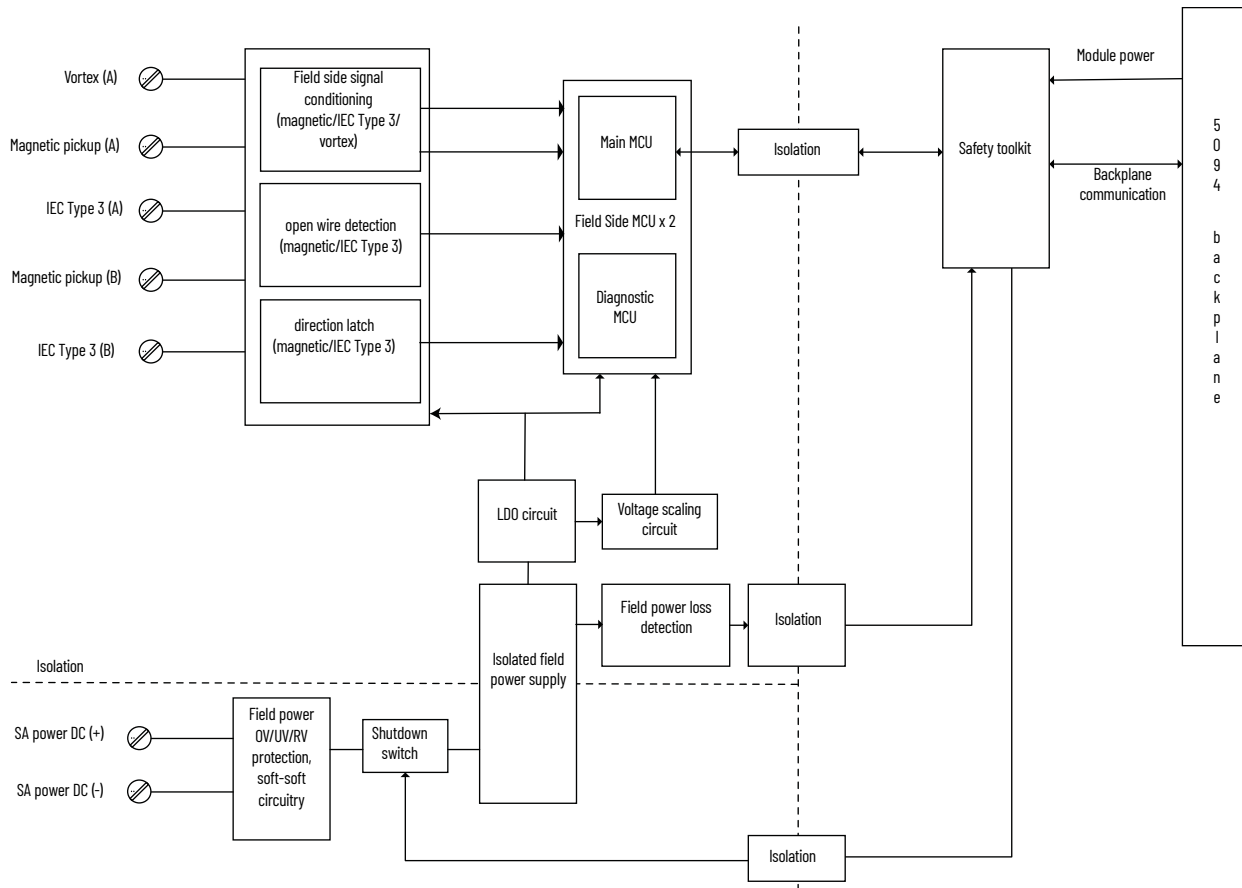 Vortex (A)
Magnetic pickup (A)
IEC Type 3 (A)
Magnetic pickup (B)
IEC Type 3 (B)
Field side signal
conditioning
(magnetic/IEC Type 3/
vortex)
open wire detection
(magnetic/IEC Type 3)
direction latch
(magnetic/IEC Type 3)
Main MCU
Field Side MCU x 2
Diagnostic
MCU
Isolation
Safety toolkit
Module power
Backplane
communication
5094 backplane
LDO circuit
Voltage scaling
circuit
Isolated field
power supply
Field power loss
detection
Isolation
Isolation
SA power DC (+)
SA power DC (-)
Field power
OV/UV/RV
protection,
soft-soft
circuitry
Shutdown
switch
Isolation